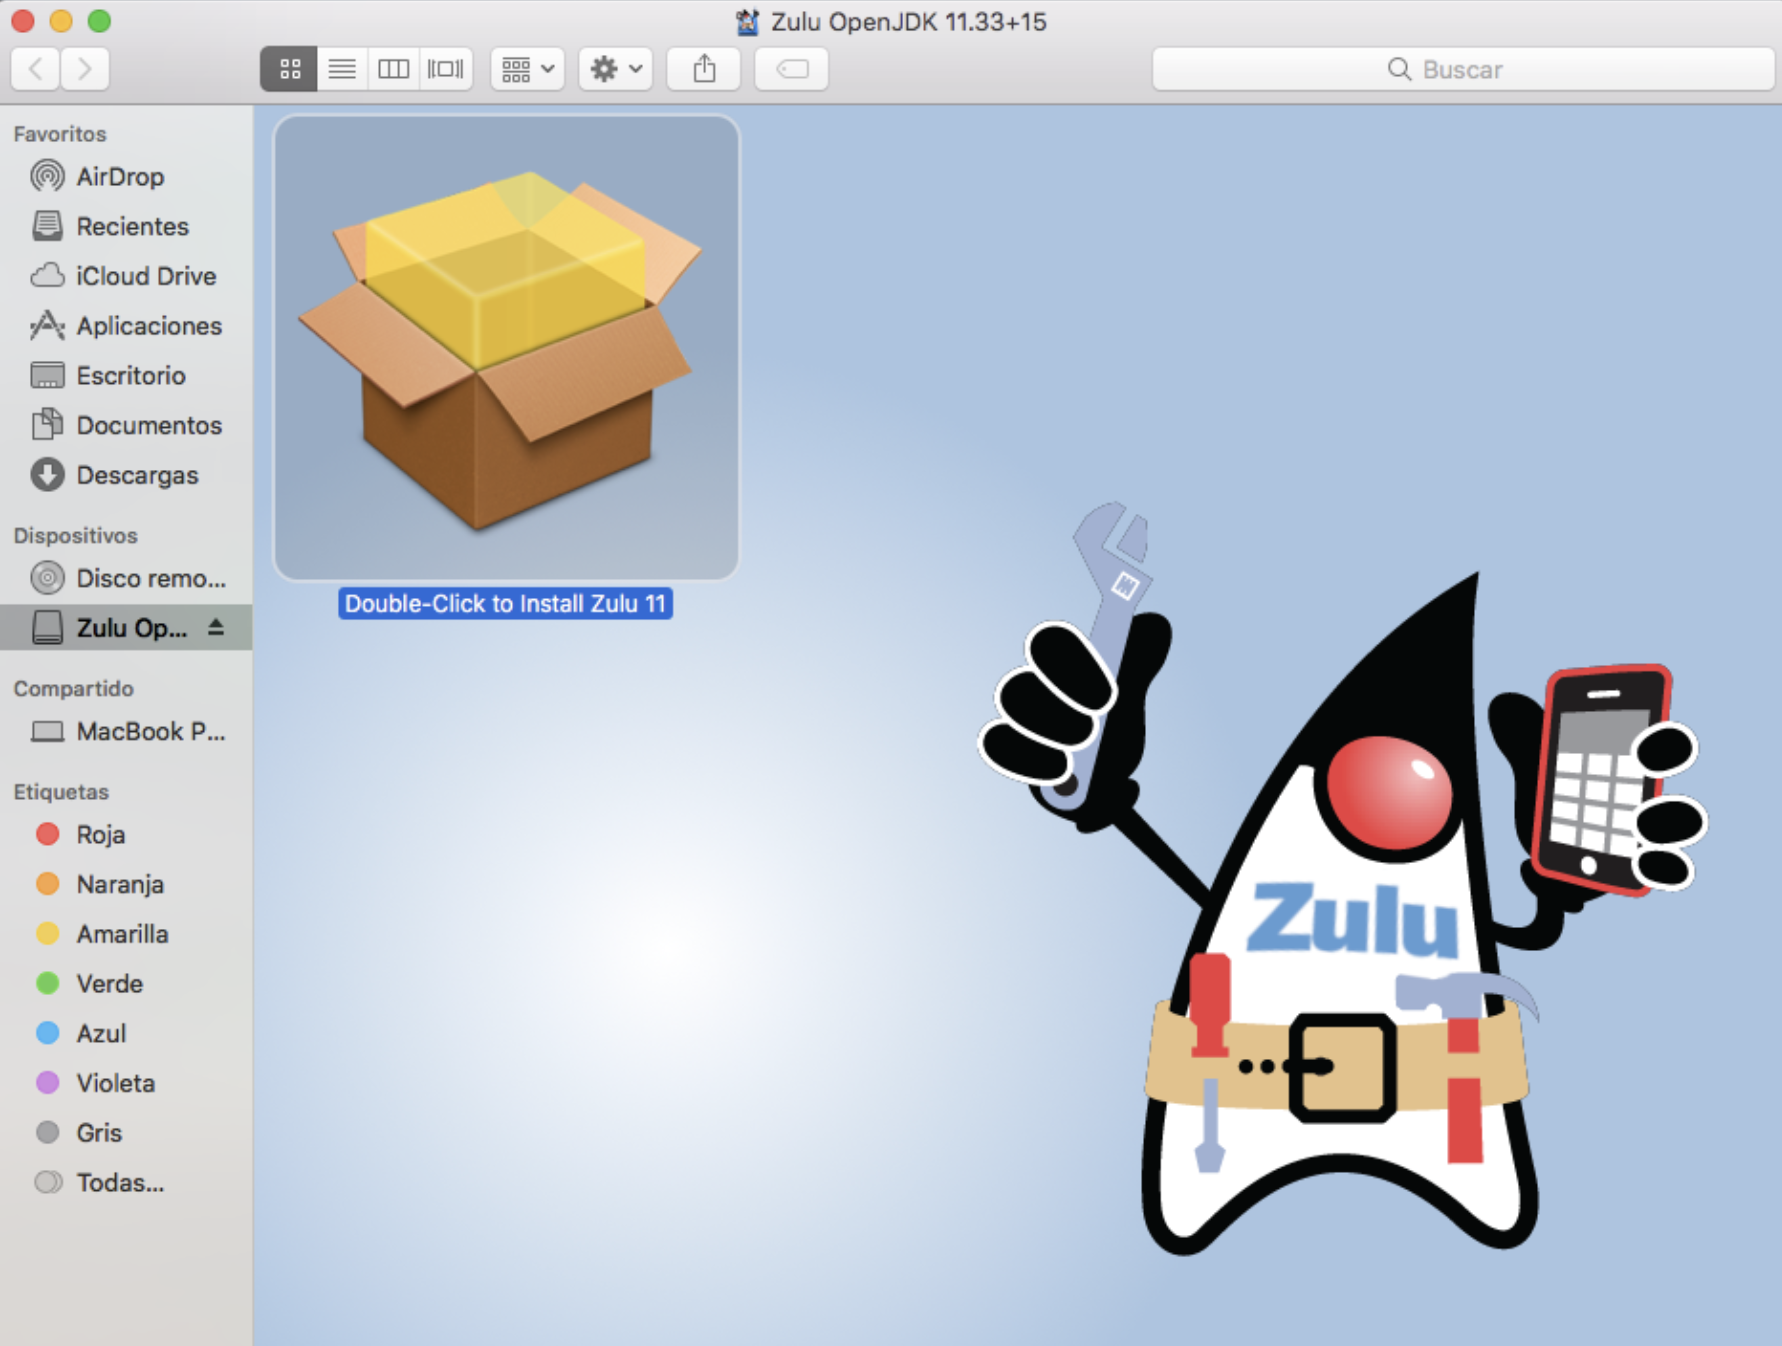 Zulu OpenJDK 11.33+15
Buscar
Favoritos
AirDrop
Recientes
iCloud Drive
Aplicaciones
Escritorio
Documentos
Descargas
Dispositivos
Disco remo...
Zulu Op...
Compartido
MacBook P...
Etiquetas
Roja
Naranja
Amarilla
Verde
Azul
Violeta
Gris
Todas...
Double-Click to Install Zulu 11
Zulu